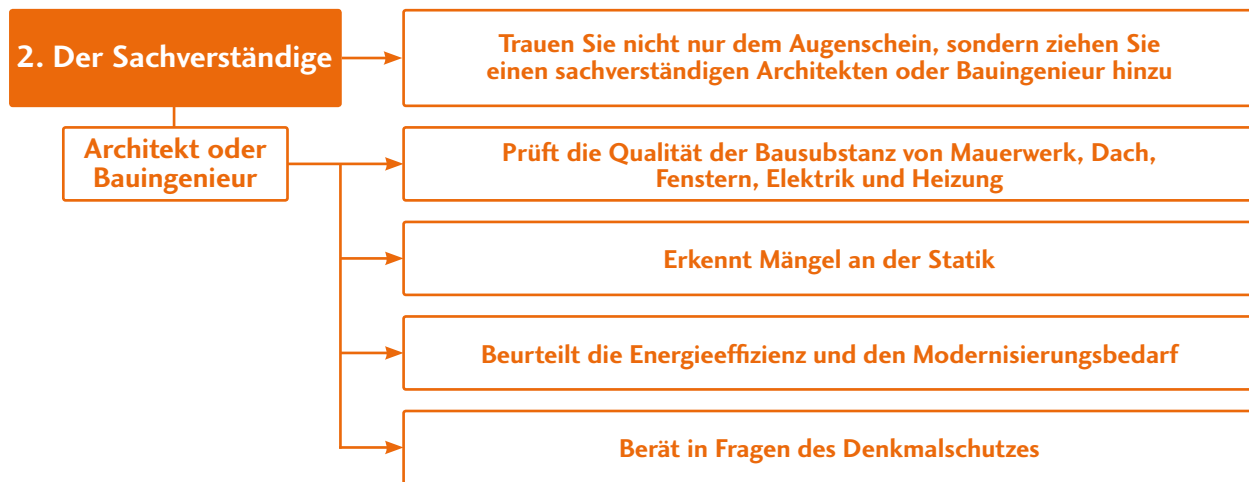 2. Der Sachverständige
Trauen Sie nicht nur dem Augenschein, sondern ziehen Sie
einen sachverständigen Architekten oder Bauingenieur hinzu
Architekt oder
Bauingenieur
Prüft die Qualität der Bausubstanz von Mauerwerk, Dach,
Fenstern, Elektrik und Heizung
Erkennt Mängel an der Statik
Beurteilt die Energieeffizienz und den Modernisierungsbedarf
Berät in Fragen des Denkmalschutzes